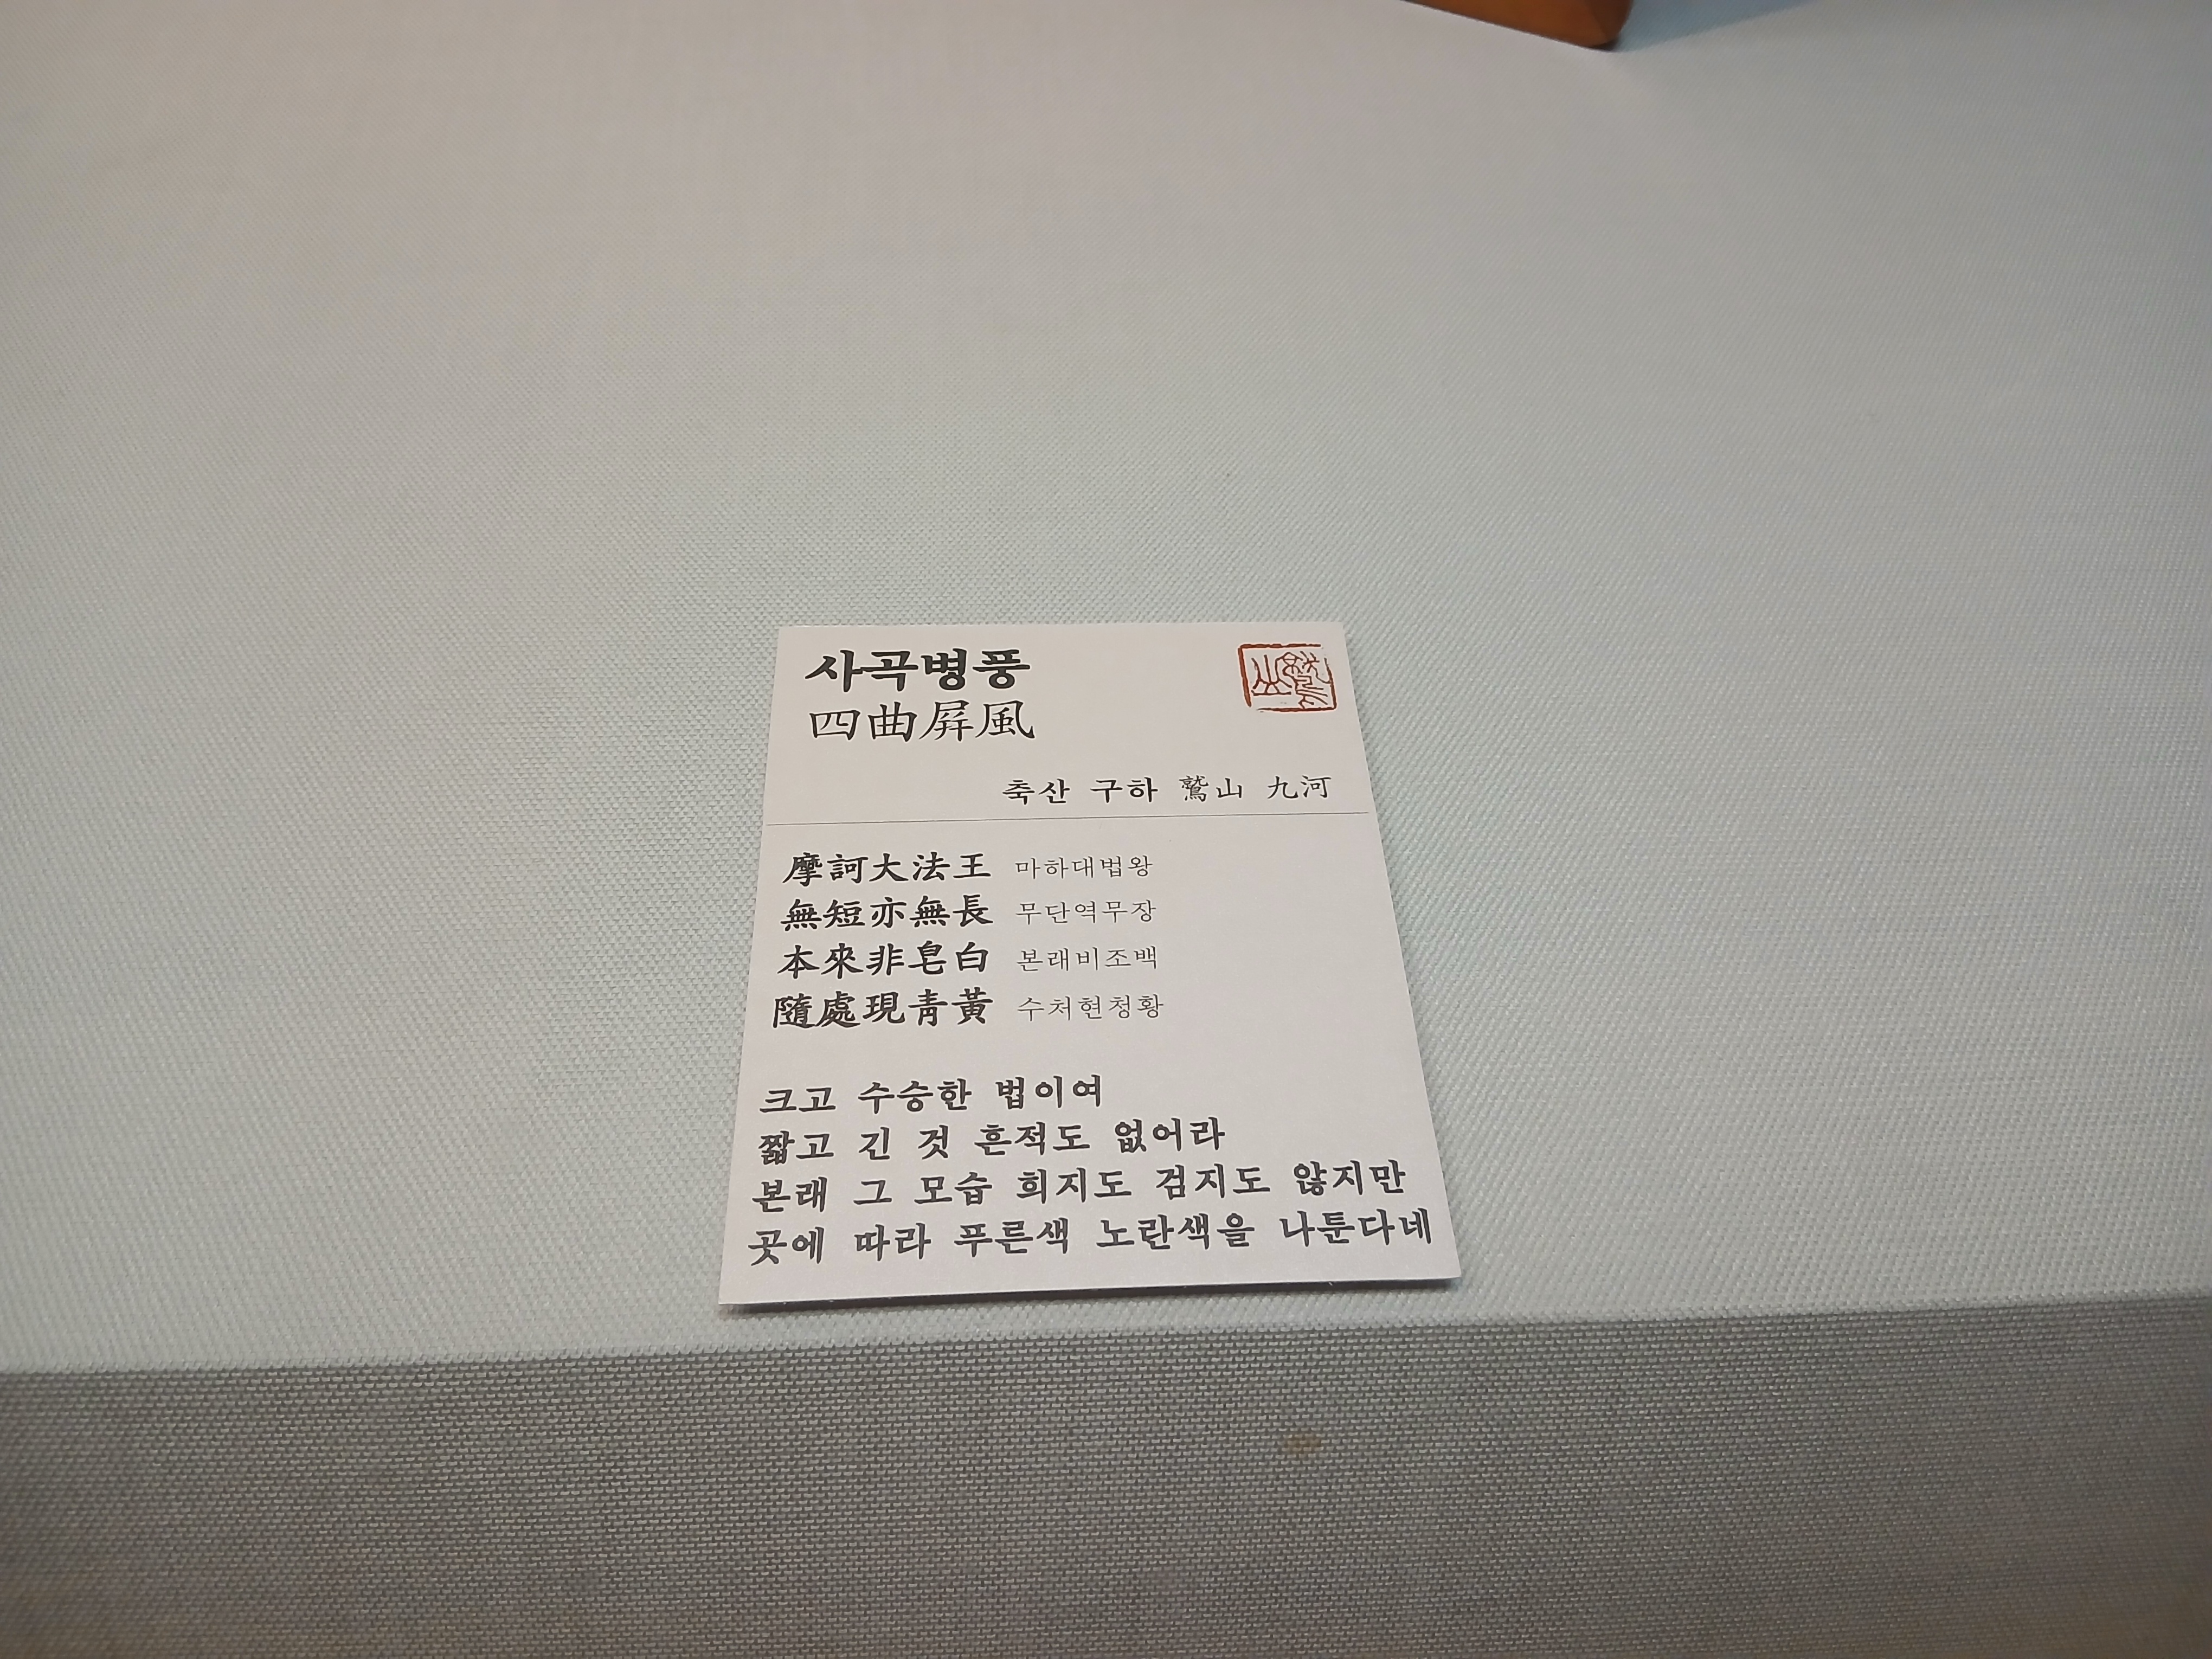 사곡병풍
四曲屛風
축산 구하 鷲山 九河
摩訶大法王 마하대법왕
無短亦無長 무단역무장
本來非皂白 본래비조백
隨處現靑黃 수처현청황
크고 수승한 법이여
짧고 긴 것 흔적도 없어라
본래 그 모습 희지도 검지도 않지만
곳에 따라 푸른색 노란색을 나툰다네